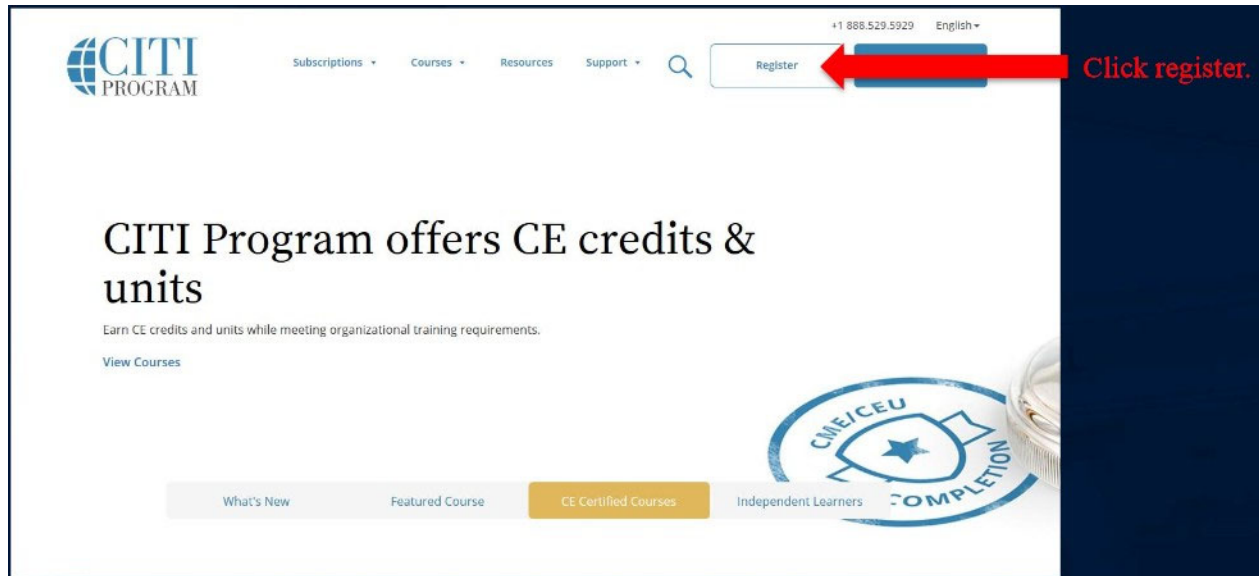 +1 888.529.5929 English
CITI
PROGRAM
Subscriptions Courses Resources Support Register
Click register.
CITI Program offers CE credits &
units
Earn CE credits and units while meeting organizational training requirements.
View Courses
CME/CEU
COMPLETION
What's New Featured Course CE Certified Courses Independent Learners